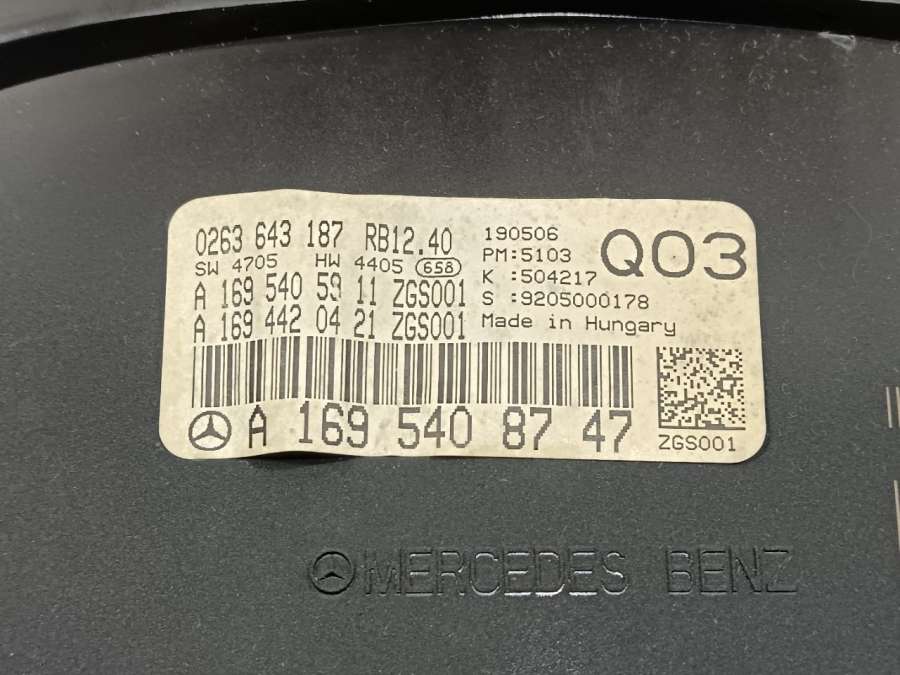 0263 643 187 RB12.40
SW 4705 HW 4405 658
A 169 540 59 11 ZGS001
A 169 442 04 21 ZGS001
190506
PM:5103
K :504217
S :9205000178
Made in Hungary
Q03
A 169 540 87 47
ZGS001
MERCEDES BENZ